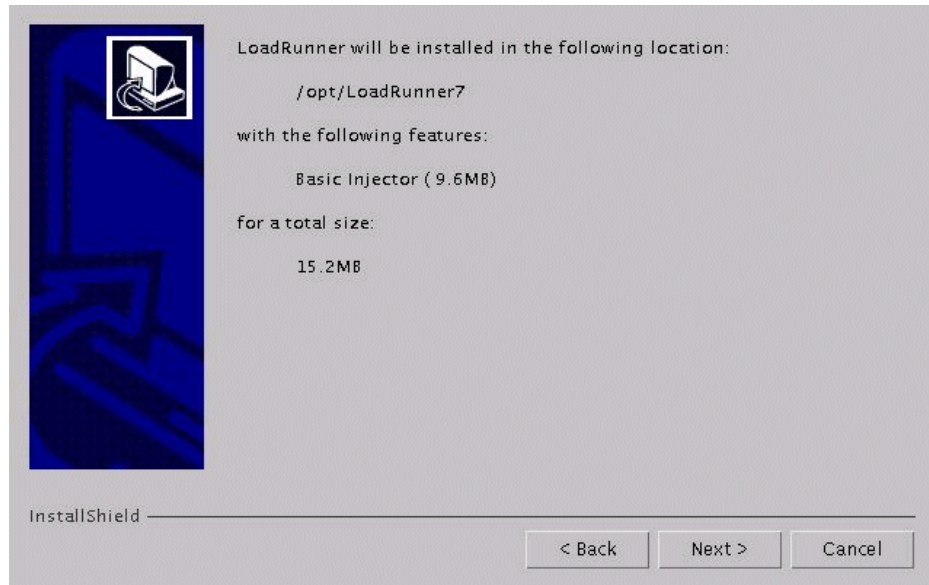 LoadRunner will be installed in the following location:
/opt/LoadRunner7
with the following features:
Basic Injector ( 9.6MB)
for a total size:
15.2MB
InstallShield
< Back
Next >
Cancel